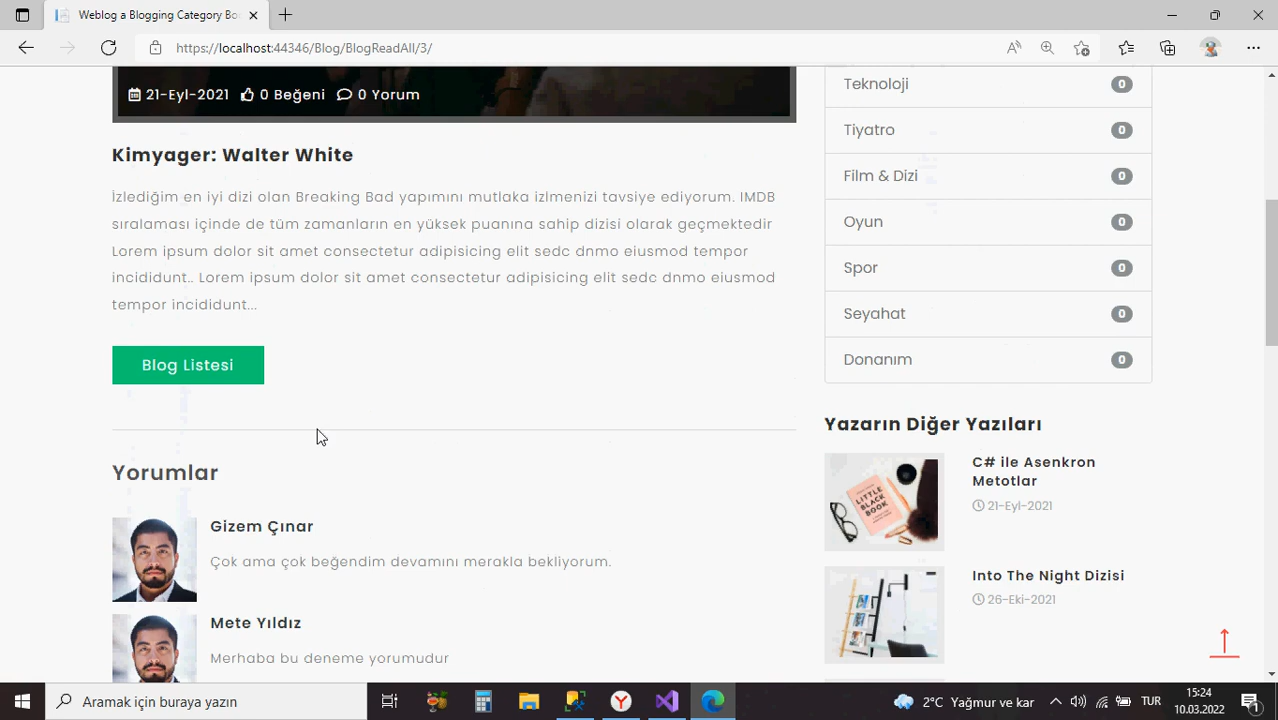 Weblog a Blogging Category Bo
https://localhost:44346/Blog/BlogReadAll/3/
21-Eyl-2021 0 Beğeni 0 Yorum
Kimyager: Walter White
İzlediğim en iyi dizi olan Breaking Bad yapımını mutlaka izlmenizi tavsiye ediyorum. IMDB
sıralaması içinde de tüm zamanların en yüksek puanına sahip dizisi olarak geçmektedir
Lorem ipsum dolor sit amet consectetur adipisicing elit sedc dnmo eiusmod tempor
incididunt.. Lorem ipsum dolor sit amet consectetur adipisicing elit sedc dnmo eiusmod
tempor incididunt...
Blog Listesi
Yorumlar
Gizem Çınar
Çok ama çok beğendim devamını merakla bekliyorum.
Mete Yıldız
Merhaba bu deneme yorumudur
Teknoloji 0
Tiyatro 0
Film & Dizi 0
Oyun 0
Spor 0
Seyahat 0
Donanım 0
Yazarın Diğer Yazıları
LITTLE BLACK BOOK
C# ile Asenkron
Metotlar
21-Eyl-2021
Into The Night Dizisi
26-Eki-2021
Aramak için buraya yazın
2°C Yağmur ve kar
TUR
15:24
10.03.2022
1